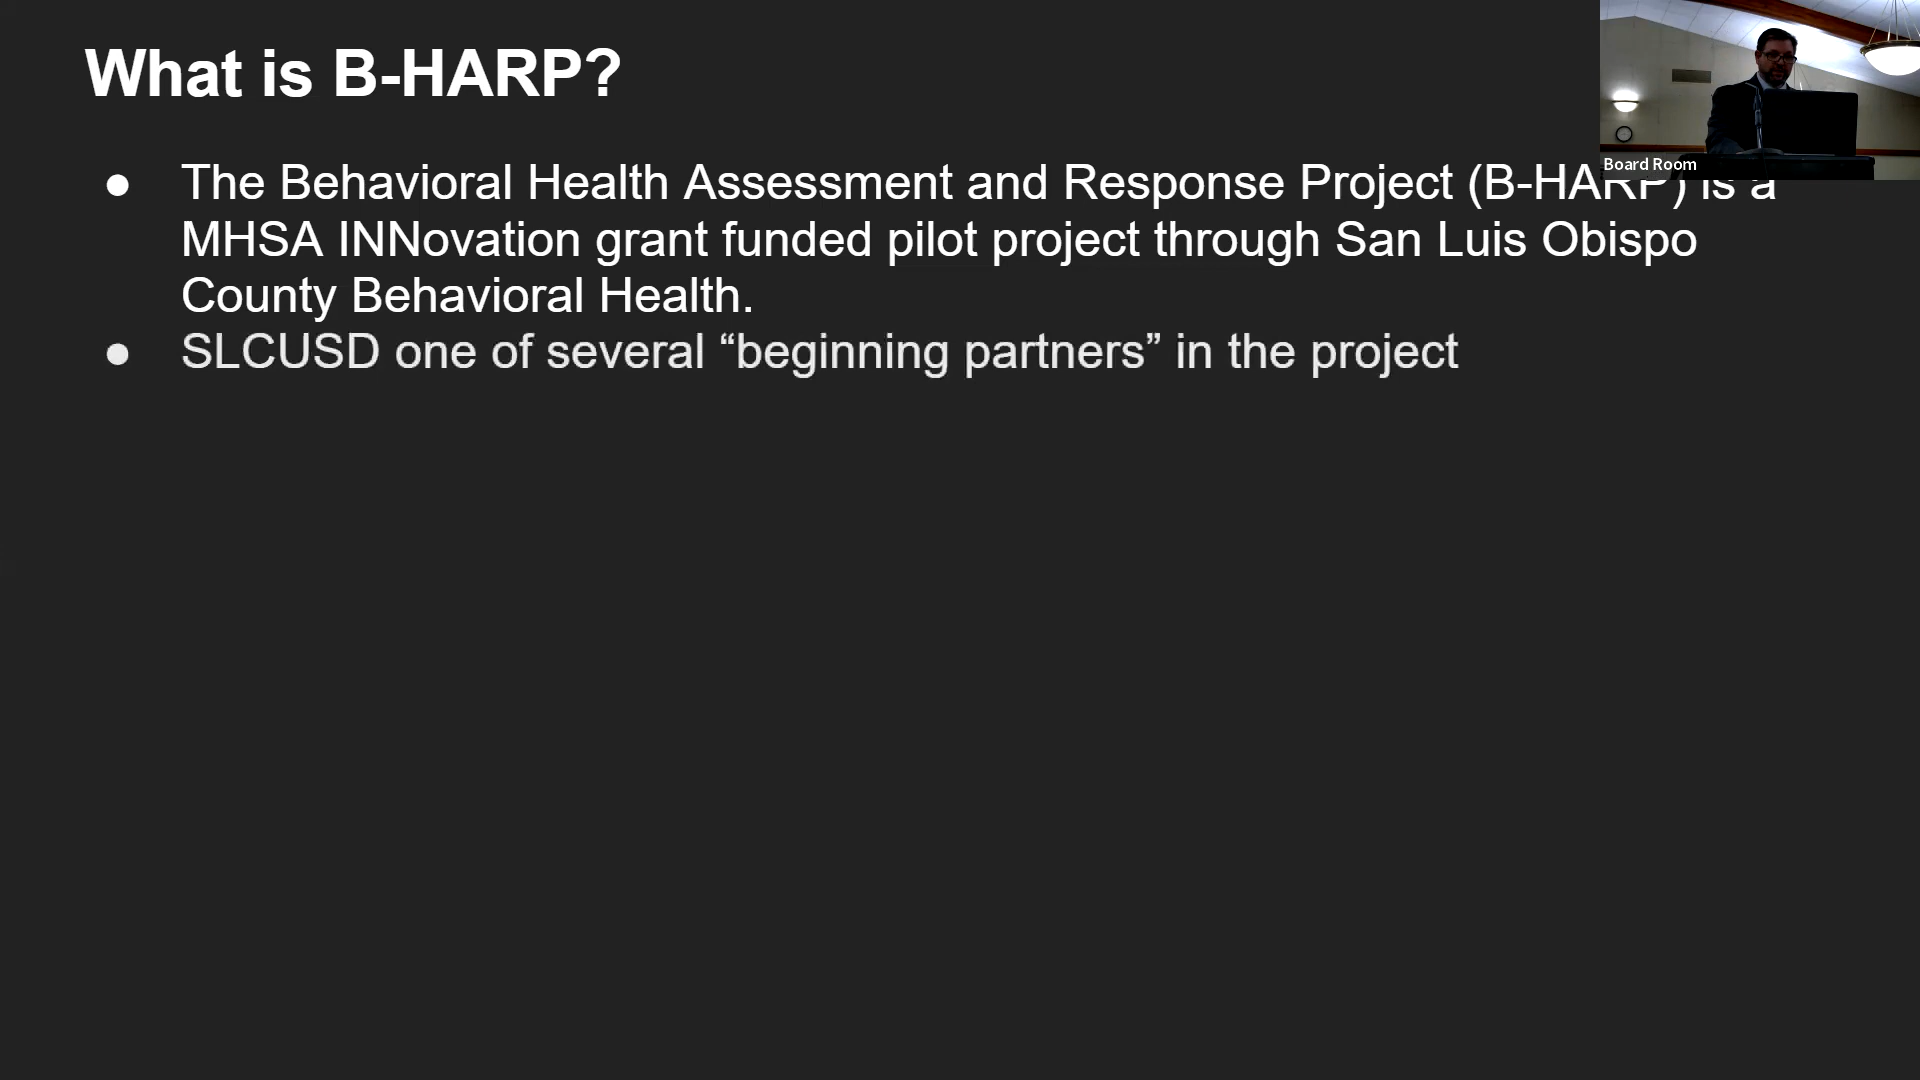 What is B-HARP?
Board Room
● The Behavioral Health Assessment and Response Project (B-HARP) is a
MHSA INNovation grant funded pilot project through San Luis Obispo
County Behavioral Health.
● SLCUSD one of several “beginning partners” in the project